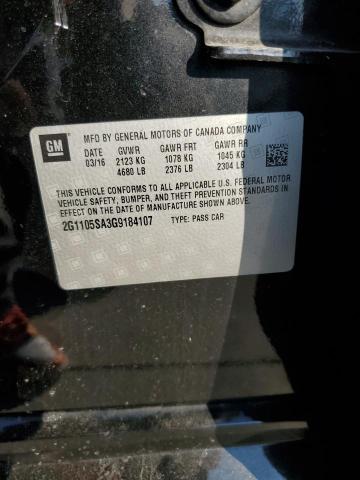 GM
MFD BY GENERAL MOTORS OF CANADA COMPANY
DATE GVWR GAWR FRT GAWR RR
03/16 2123 KG 1078 KG 1045 KG
4680 LB 2376 LB 2304 LB
THIS VEHICLE CONFORMS TO ALL APPLICABLE U.S. FEDERAL MOTOR
VEHICLE SAFETY, BUMPER, AND THEFT PREVENTION STANDARDS
IN EFFECT ON THE DATE OF MANUFACTURE SHOWN ABOVE.
2G1105SA3G9184107 TYPE: PASS CAR